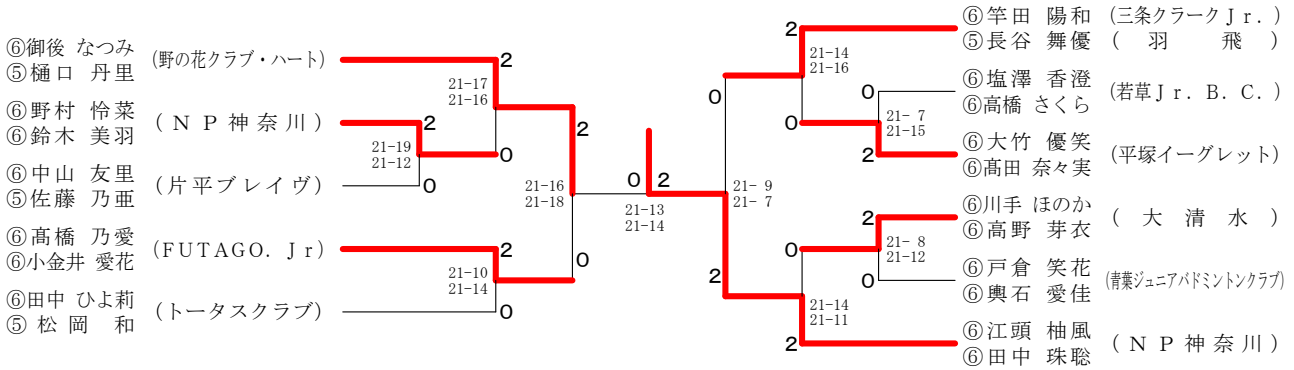 ⑥御後 なつみ
⑤樋口 丹里
(野の花クラブ・ハート)
2
21-17
21-16
⑥野村 怜菜
⑥鈴木 美羽
(ＮＰ神奈川)
2
21-19
21-12
0
⑥中山 友里
⑤佐藤 乃亜
(片平ブレイヴ)
0
2
21-16
21-18
⑥髙橋 乃愛
⑥小金井 愛花
(FUTAGO. Jr)
2
21-10
21-14
0
⑥田中 ひよ莉
⑤松岡 和
(トータスクラブ)
0
0 2
21-13
21-14
⑥竿田 陽和
⑤長谷 舞優
(三条クラークＪｒ.)
(羽飛)
2
21-14
21-16
0
⑥塩澤 香澄
⑥高橋 さくら
(若草Ｊｒ. Ｂ. Ｃ.)
0
21- 7
21-15
0
⑥大竹 優笑
⑥髙田 奈々実
(平塚イーグレット)
2
21- 9
21- 7
⑥川手 ほのか
⑥高野 芽衣
(大清水)
2
21- 8
21-12
0
⑥戸倉 笑花
⑥輿石 愛佳
(青葉ジュニアバドミントンクラブ)
0
2
21-14
21-11
⑥江頭 柚風
⑥田中 珠聡
(ＮＰ神奈川)
2